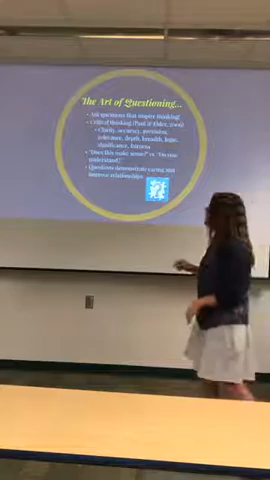 The Art of Questioning...
• Ask questions that inspire thinking!
• Critical thinking (Paul & Elder, 2006)
• Clarity, accuracy, precision,
relevance, depth, breadth, logic,
significance, fairness
• "Does this make sense?" vs. "Do you
understand?"
• Questions demonstrate caring and
improve relationships